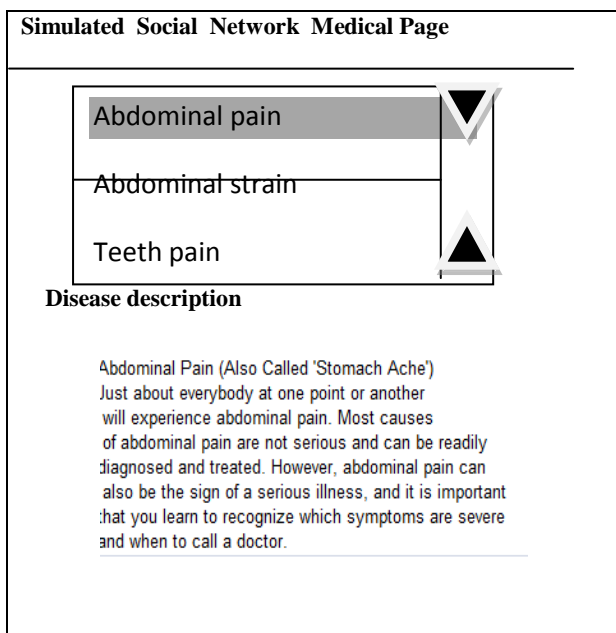 Simulated Social Network Medical Page
Abdominal pain
Abdominal strain
Teeth pain
Disease description
Abdominal Pain (Also Called 'Stomach Ache')
Just about everybody at one point or another
will experience abdominal pain. Most causes
of abdominal pain are not serious and can be readily
diagnosed and treated. However, abdominal pain can
also be the sign of a serious illness, and it is important
that you learn to recognize which symptoms are severe
and when to call a doctor.